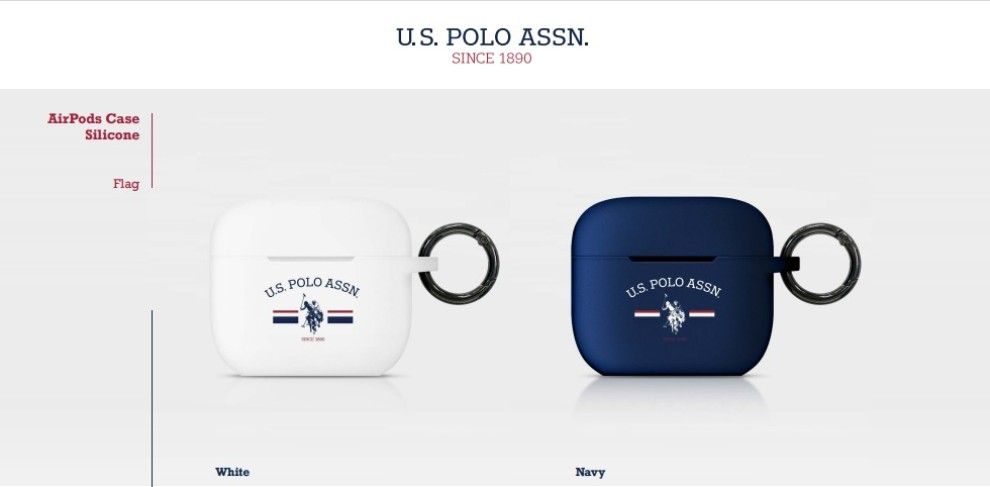 U.S. POLO ASSN.
SINCE 1890
AirPods Case
Silicone
Flag
U.S. POLO ASSN.
SINCE 1890
U.S. POLO ASSN.
SINCE 1890
White
Navy